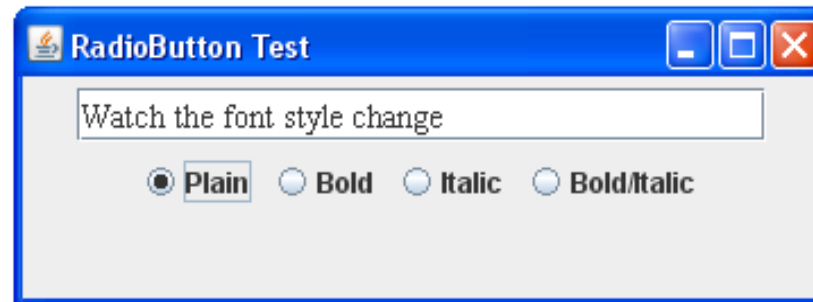 RadioButton Test
Watch the font style change
Plain Bold Italic Bold/Italic